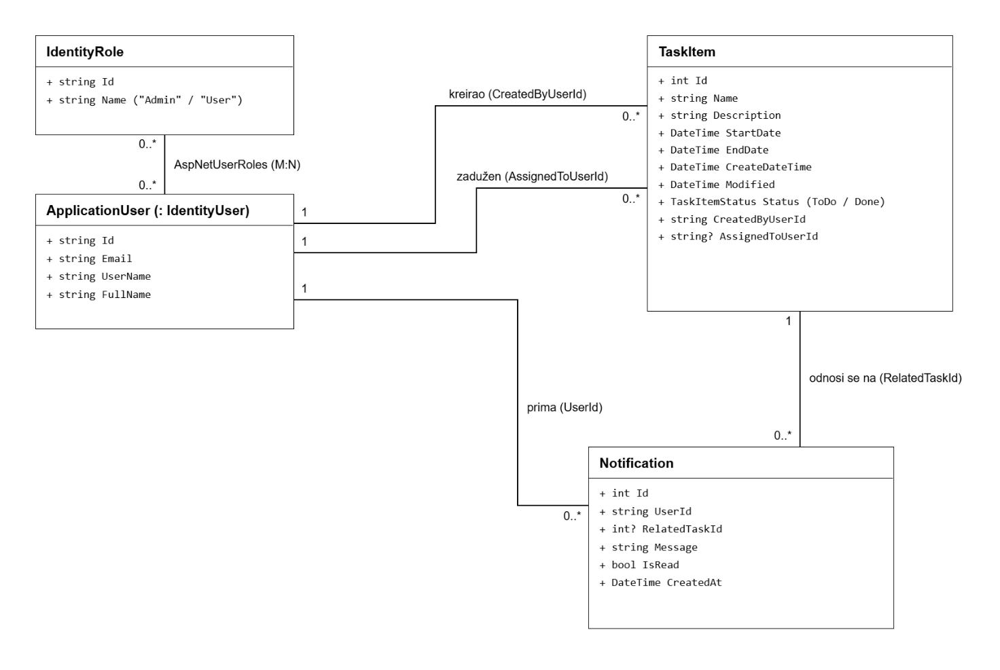 IdentityRole
+ string Id
+ string Name ("Admin" / "User")
0..*
AspNetUserRoles (M:N)
0..*
ApplicationUser (: IdentityUser)
+ string Id
+ string Email
+ string UserName
+ string FullName
1
1
1
kreirao (CreatedByUserId)
0..*
zadužen (AssignedToUserId)
0..*
TaskItem
+ int Id
+ string Name
+ string Description
+ DateTime StartDate
+ DateTime EndDate
+ DateTime CreateDateTime
+ DateTime Modified
+ TaskItemStatus Status (ToDo / Done)
+ string CreatedByUserId
+ string? AssignedToUserId
1
odnosi se na (RelatedTaskId)
0..*
prima (UserId)
0..*
Notification
+ int Id
+ string UserId
+ int? RelatedTaskId
+ string Message
+ bool IsRead
+ DateTime CreatedAt